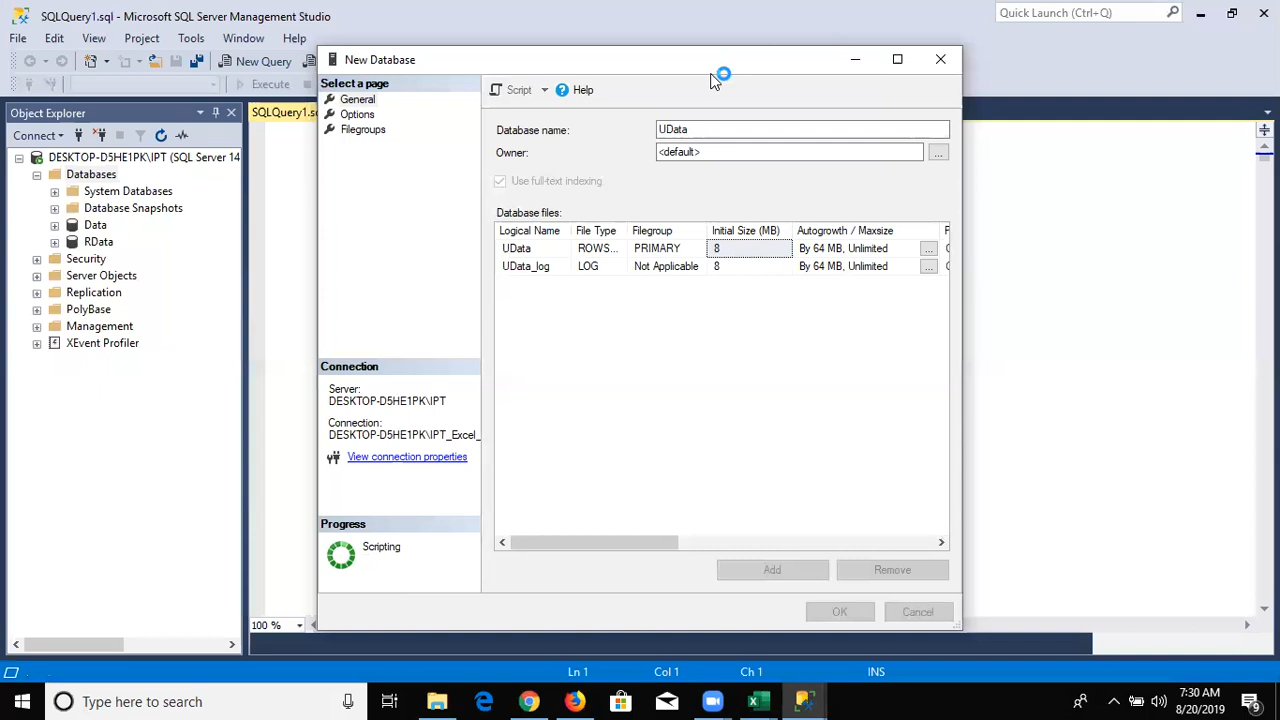 SQLQuery1.sql - Microsoft SQL Server Management Studio
Quick Launch (Ctrl+Q)
File Edit View Project Tools Window Help
New Query
Execute
Object Explorer
Connect
DESKTOP-D5HE1PK\IPT (SQL Server 14
Databases
System Databases
Database Snapshots
Data
RData
Security
Server Objects
Replication
PolyBase
Management
XEvent Profiler
SQLQuery1.s
New Database
Select a page
General
Options
Filegroups
Connection
Server:
DESKTOP-D5HE1PK\IPT
Connection:
DESKTOP-D5HE1PK\IPT_Excel_
View connection properties
Progress
Scripting
Script Help
Database name: UData
Owner: <default> ...
Use full-text indexing
Database files:
Logical Name File Type Filegroup Initial Size (MB) Autogrowth / Maxsize
UData ROWS... PRIMARY 8 By 64 MB, Unlimited ...
UData_log LOG Not Applicable 8 By 64 MB, Unlimited ...
Add Remove
OK Cancel
100 %
Ln 1 Col 1 Ch 1 INS
Type here to search
7:30 AM
8/20/2019
9